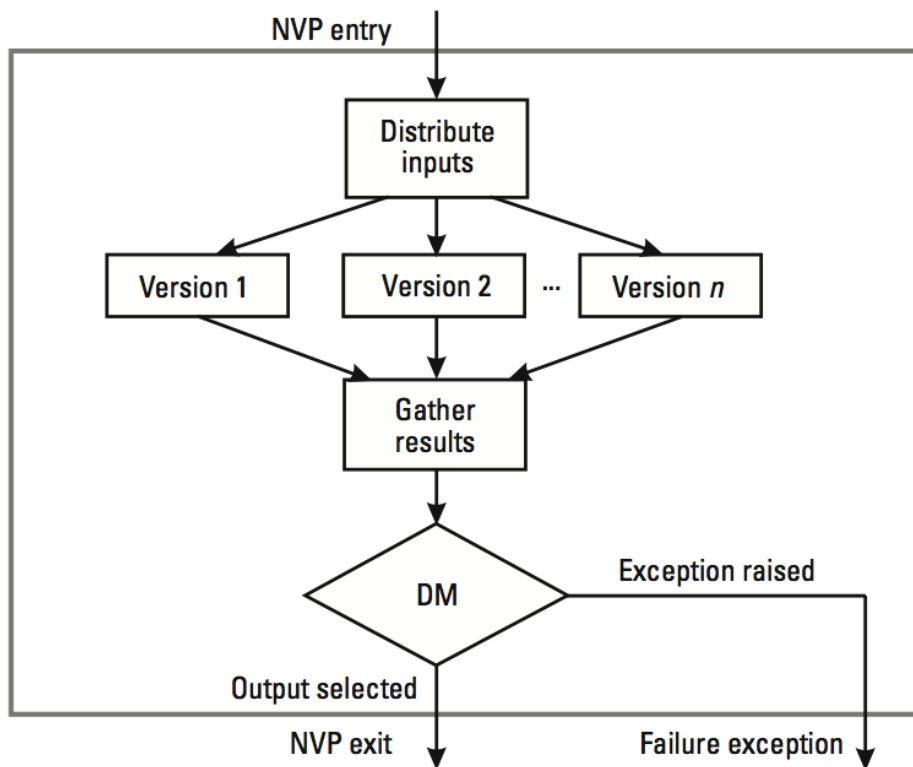 NVP entry
Distribute
inputs
Version 1
Version 2
...
Version n
Gather
results
DM
Exception raised
Output selected
NVP exit
Failure exception